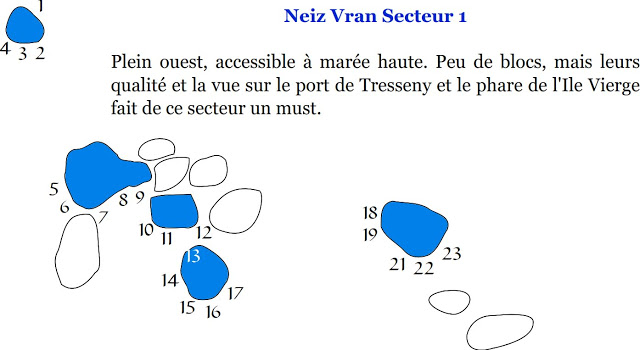 Neiz Vran Secteur 1
Plein ouest, accessible à marée haute. Peu de blocs, mais leurs
qualité et la vue sur le port de Tresseny et le phare de l'Ile Vierge
fait de ce secteur un must.
1
4 3 2
5
6
7
8 9
10 11 12
13
14
15 16 17
18
19
21 22 23